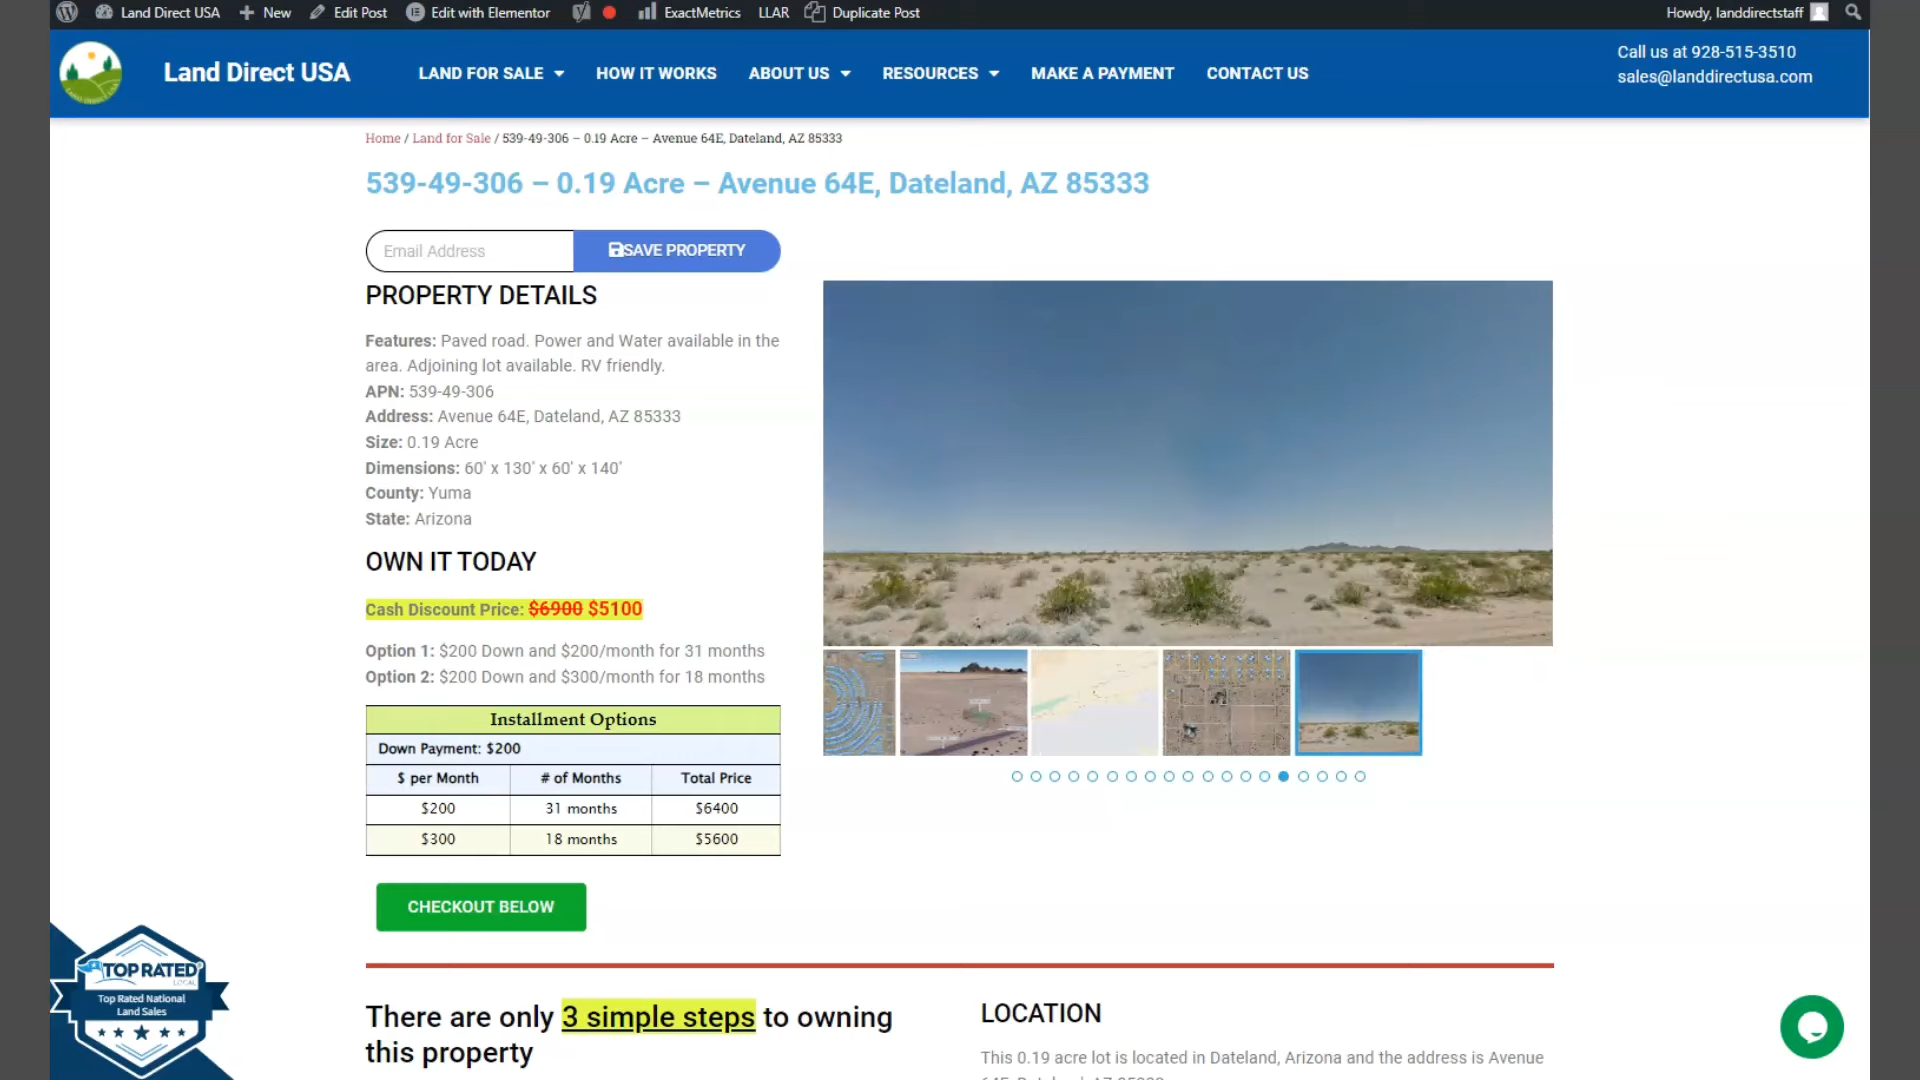 Land Direct USA New Edit Post Edit with Elementor ExactMetrics LLAR Duplicate Post Howdy, landdirectstaff
Land Direct USA LAND FOR SALE HOW IT WORKS ABOUT US RESOURCES MAKE A PAYMENT CONTACT US
Call us at 928-515-3510
sales@landdirectusa.com
Home / Land for Sale / 539-49-306 – 0.19 Acre – Avenue 64E, Dateland, AZ 85333
539-49-306 – 0.19 Acre – Avenue 64E, Dateland, AZ 85333
Email Address SAVE PROPERTY
PROPERTY DETAILS
Features: Paved road. Power and Water available in the
area. Adjoining lot available. RV friendly.
APN: 539-49-306
Address: Avenue 64E, Dateland, AZ 85333
Size: 0.19 Acre
Dimensions: 60' x 130' x 60' x 140'
County: Yuma
State: Arizona
OWN IT TODAY
Cash Discount Price: $6900 $5100
Option 1: $200 Down and $200/month for 31 months
Option 2: $200 Down and $300/month for 18 months
Installment Options
Down Payment: $200
$ per Month # of Months Total Price
$200 31 months $6400
$300 18 months $5600
CHECKOUT BELOW
TOP RATED
LOCAL
Top Rated National
Land Sales
There are only 3 simple steps to owning
this property
LOCATION
This 0.19 acre lot is located in Dateland, Arizona and the address is Avenue